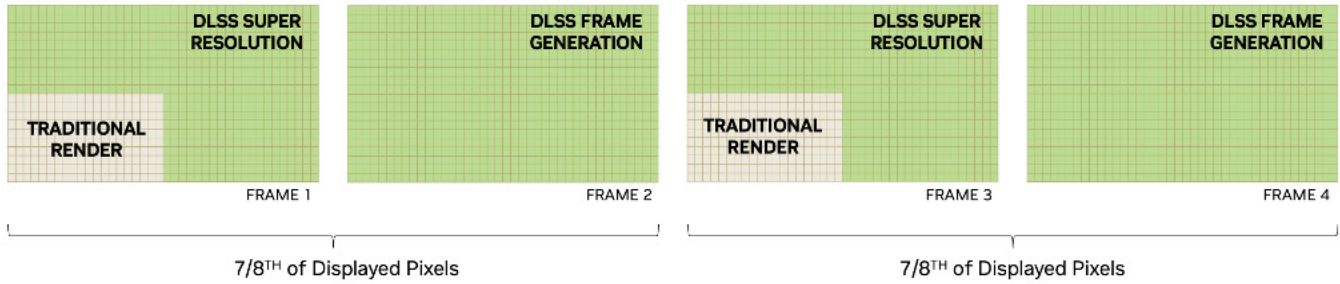 DLSS SUPER
RESOLUTION
TRADITIONAL
RENDER
FRAME 1
DLSS FRAME
GENERATION
FRAME 2
DLSS SUPER
RESOLUTION
TRADITIONAL
RENDER
FRAME 3
DLSS FRAME
GENERATION
FRAME 4
7/8TH of Displayed Pixels
7/8TH of Displayed Pixels